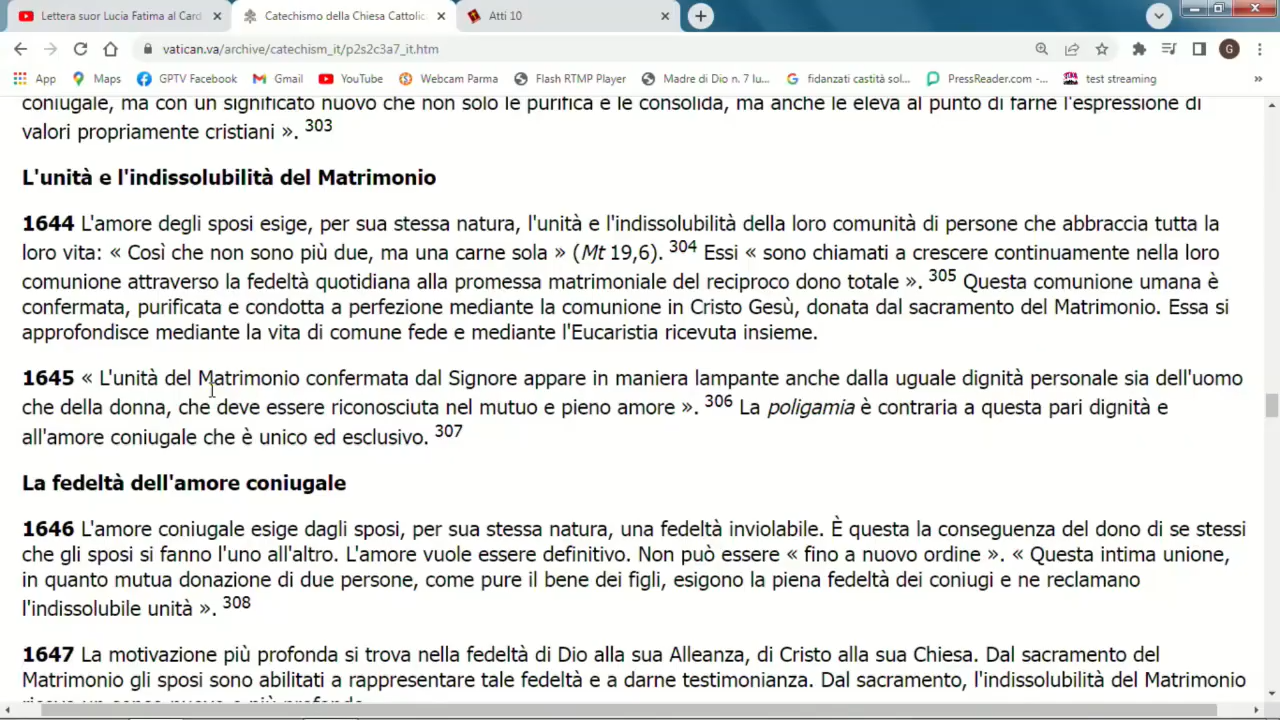 Lettera suor Lucia Fatima al Card
Catechismo della Chiesa Cattolic
Atti 10
vatican.va/archive/catechism_it/p2s2c3a7_it.htm
G
App Maps GPTV Facebook Gmail YouTube Webcam Parma Flash RTMP Player Madre di Dio n. 7 lu... fidanzati castità sol... PressReader.com -... test streaming »
coniugale, ma con un significato nuovo che non solo le purifica e le consolida, ma anche le eleva al punto di farne l'espressione di
valori propriamente cristiani ». 303
L'unità e l'indissolubilità del Matrimonio
1644 L'amore degli sposi esige, per sua stessa natura, l'unità e l'indissolubilità della loro comunità di persone che abbraccia tutta la
loro vita: « Così che non sono più due, ma una carne sola » (Mt 19,6). 304 Essi « sono chiamati a crescere continuamente nella loro
comunione attraverso la fedeltà quotidiana alla promessa matrimoniale del reciproco dono totale ». 305 Questa comunione umana è
confermata, purificata e condotta a perfezione mediante la comunione in Cristo Gesù, donata dal sacramento del Matrimonio. Essa si
approfondisce mediante la vita di comune fede e mediante l'Eucaristia ricevuta insieme.
1645 « L'unità del Matrimonio confermata dal Signore appare in maniera lampante anche dalla uguale dignità personale sia dell'uomo
che della donna, che deve essere riconosciuta nel mutuo e pieno amore ». 306 La poligamia è contraria a questa pari dignità e
all'amore coniugale che è unico ed esclusivo. 307
La fedeltà dell'amore coniugale
1646 L'amore coniugale esige dagli sposi, per sua stessa natura, una fedeltà inviolabile. È questa la conseguenza del dono di se stessi
che gli sposi si fanno l'uno all'altro. L'amore vuole essere definitivo. Non può essere « fino a nuovo ordine ». « Questa intima unione,
in quanto mutua donazione di due persone, come pure il bene dei figli, esigono la piena fedeltà dei coniugi e ne reclamano
l'indissolubile unità ». 308
1647 La motivazione più profonda si trova nella fedeltà di Dio alla sua Alleanza, di Cristo alla sua Chiesa. Dal sacramento del
Matrimonio gli sposi sono abilitati a rappresentare tale fedeltà e a darne testimonianza. Dal sacramento, l'indissolubilità del Matrimonio